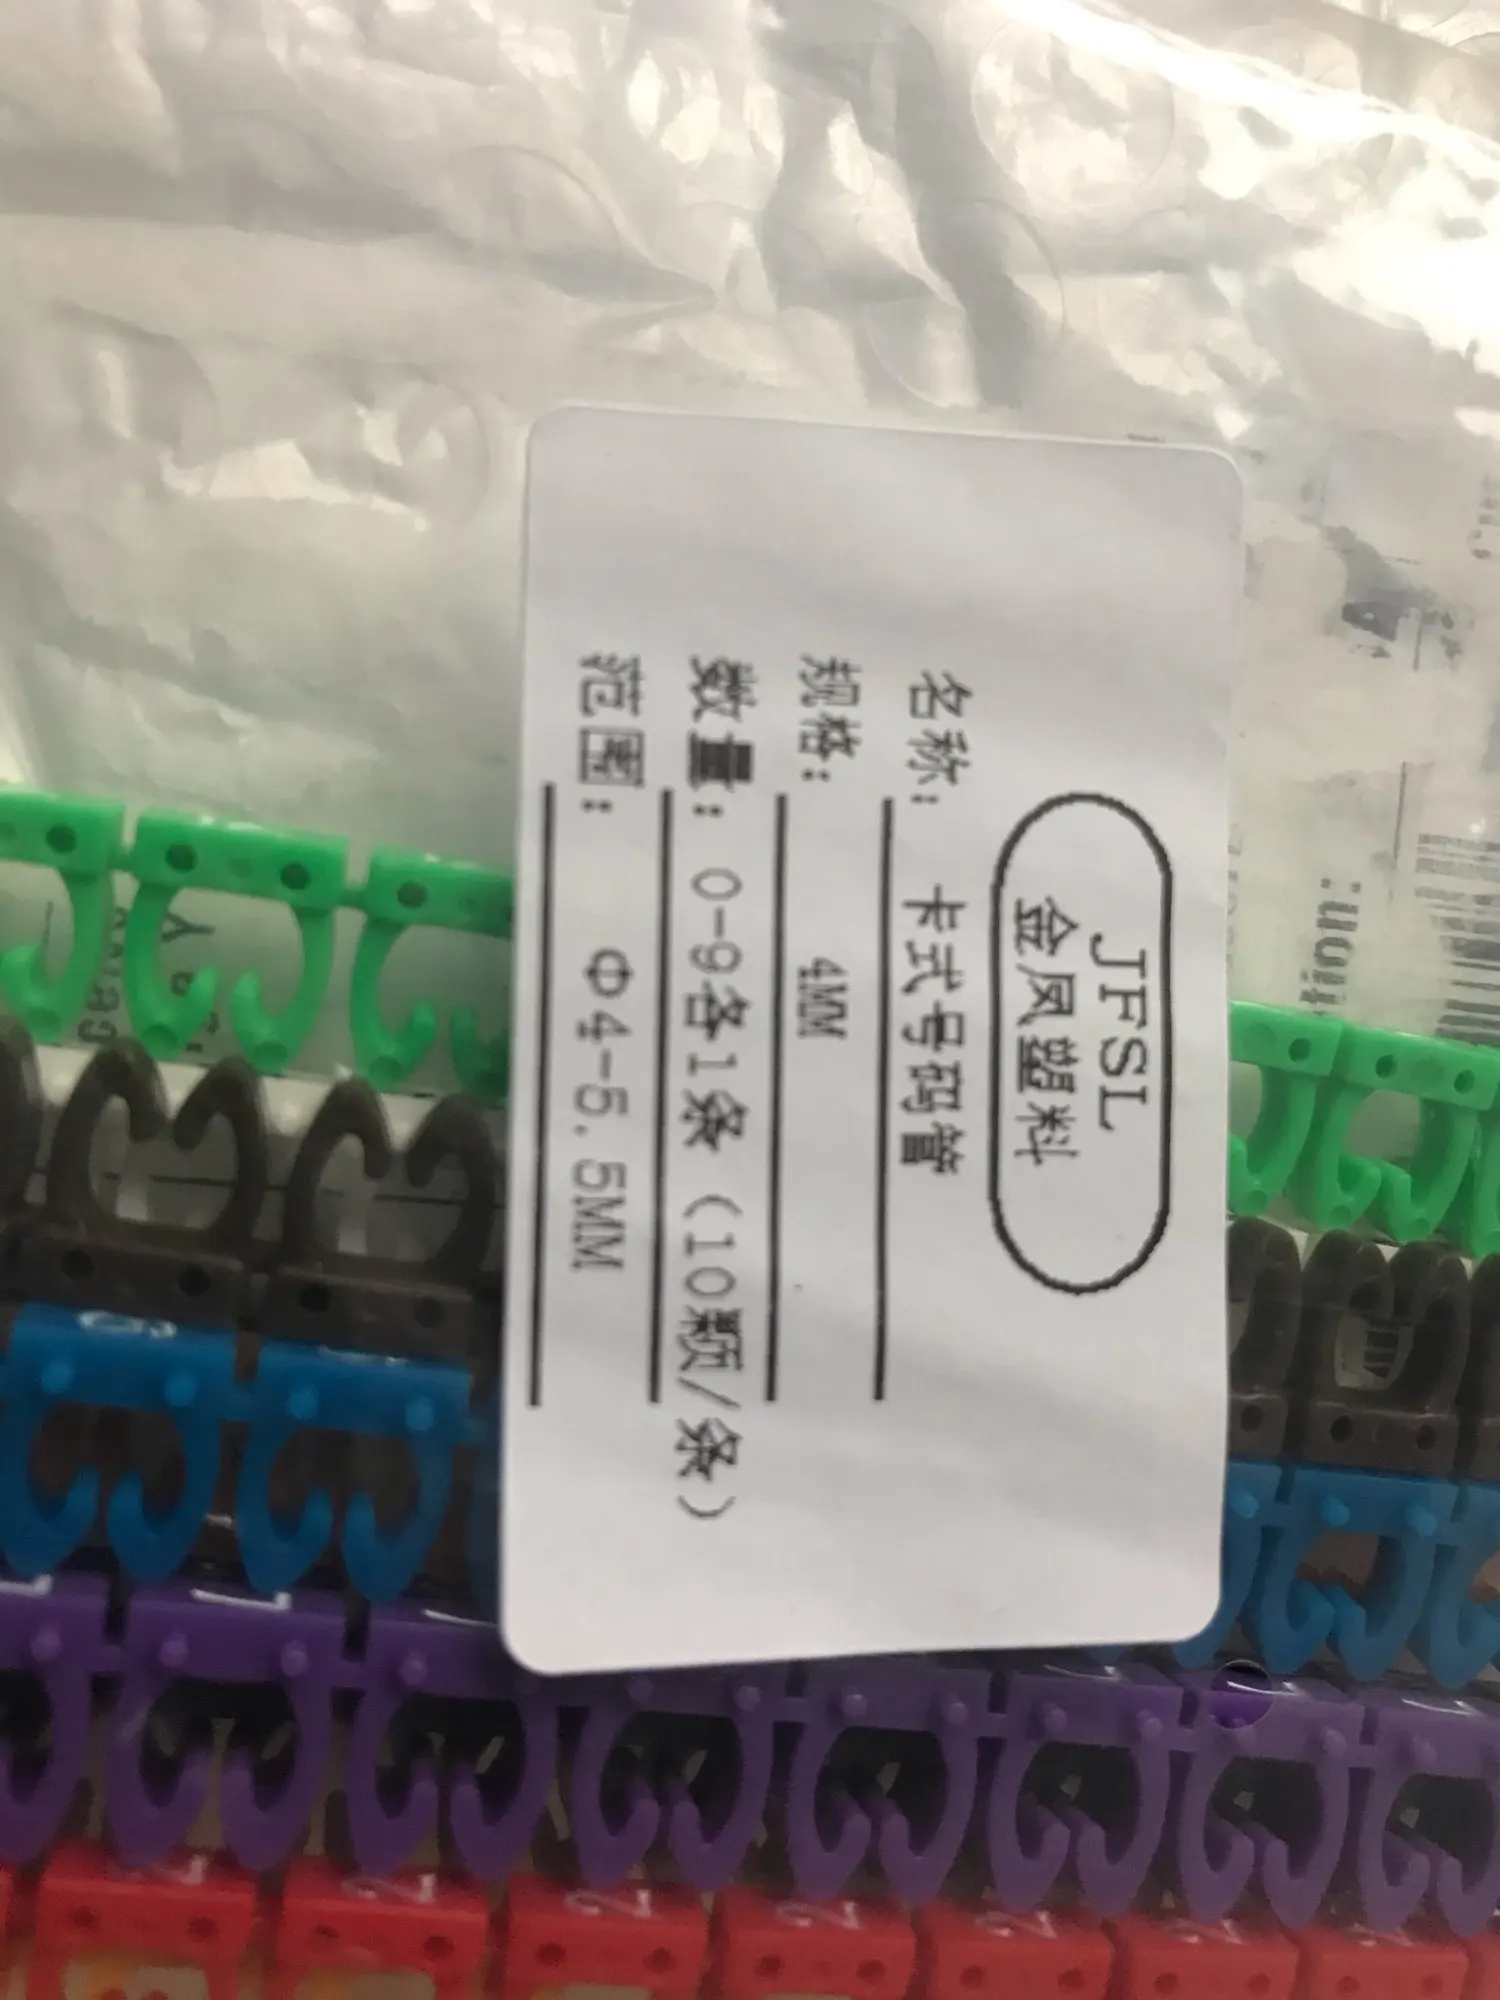 JFSL
金凤塑料
名称: 卡式号码管
规格: 4MM
数量: 0-9各1条(10颗/条)
范围: Φ4-5.5MM